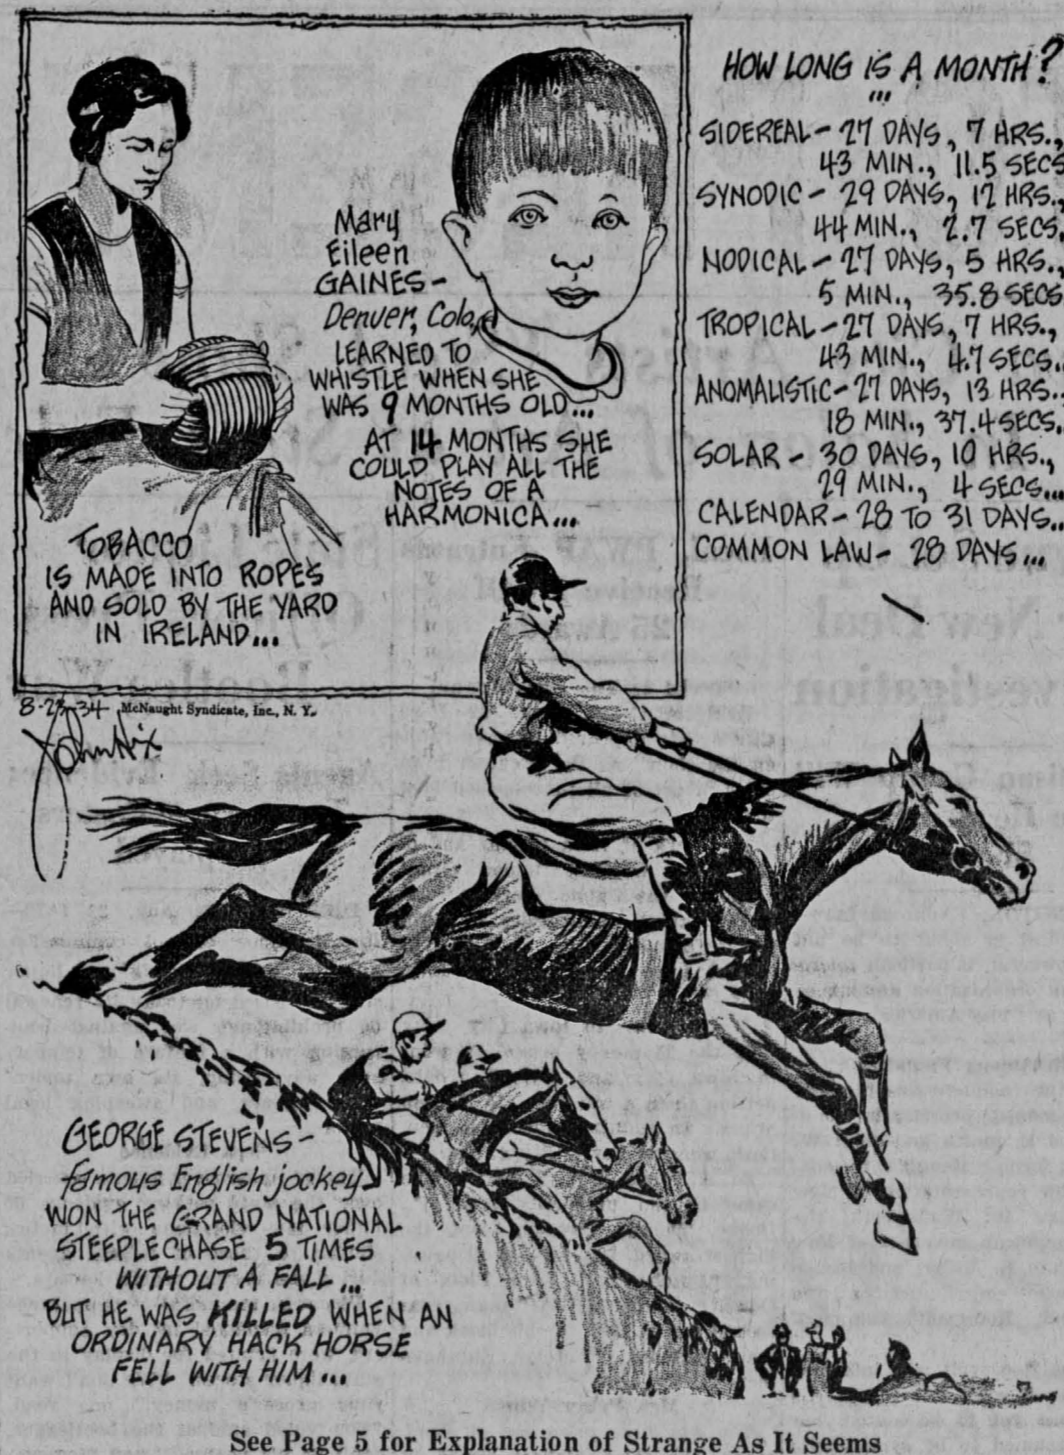 Mary
Eileen
GAINES-
Denver, Colo,
LEARNED TO
WHISTLE WHEN SHE
WAS 9 MONTHS OLD...
AT 14 MONTHS SHE
COULD PLAY ALL THE
NOTES OF A
HARMONICA...
TOBACCO
IS MADE INTO ROPES
AND SOLD BY THE YARD
IN IRELAND...
HOW LONG IS A MONTH?
...
SIDEREAL - 27 DAYS, 7 HRS.,
43 MIN., 11.5 SECS
SYNODIC - 29 DAYS, 12 HRS.,
44 MIN., 2.7 SECS.
NODICAL - 27 DAYS, 5 HRS.,
5 MIN., 35.8 SECS
TROPICAL - 27 DAYS, 7 HRS.,
43 MIN., 4.7 SECS..
ANOMALISTIC - 27 DAYS, 13 HRS.,
18 MIN., 37.4 SECS.
SOLAR - 30 DAYS, 10 HRS.,
29 MIN., 4 SECS...
CALENDAR - 28 TO 31 DAYS..
COMMON LAW - 28 DAYS...
8-23-34 McNaught Syndicate, Inc., N. Y.
John Hix
GEORGE STEVENS-
famous English jockey
WON THE GRAND NATIONAL
STEEPLECHASE 5 TIMES
WITHOUT A FALL...
BUT HE WAS KILLED WHEN AN
ORDINARY HACK HORSE
FELL WITH HIM...
See Page 5 for Explanation of Strange As It Seems